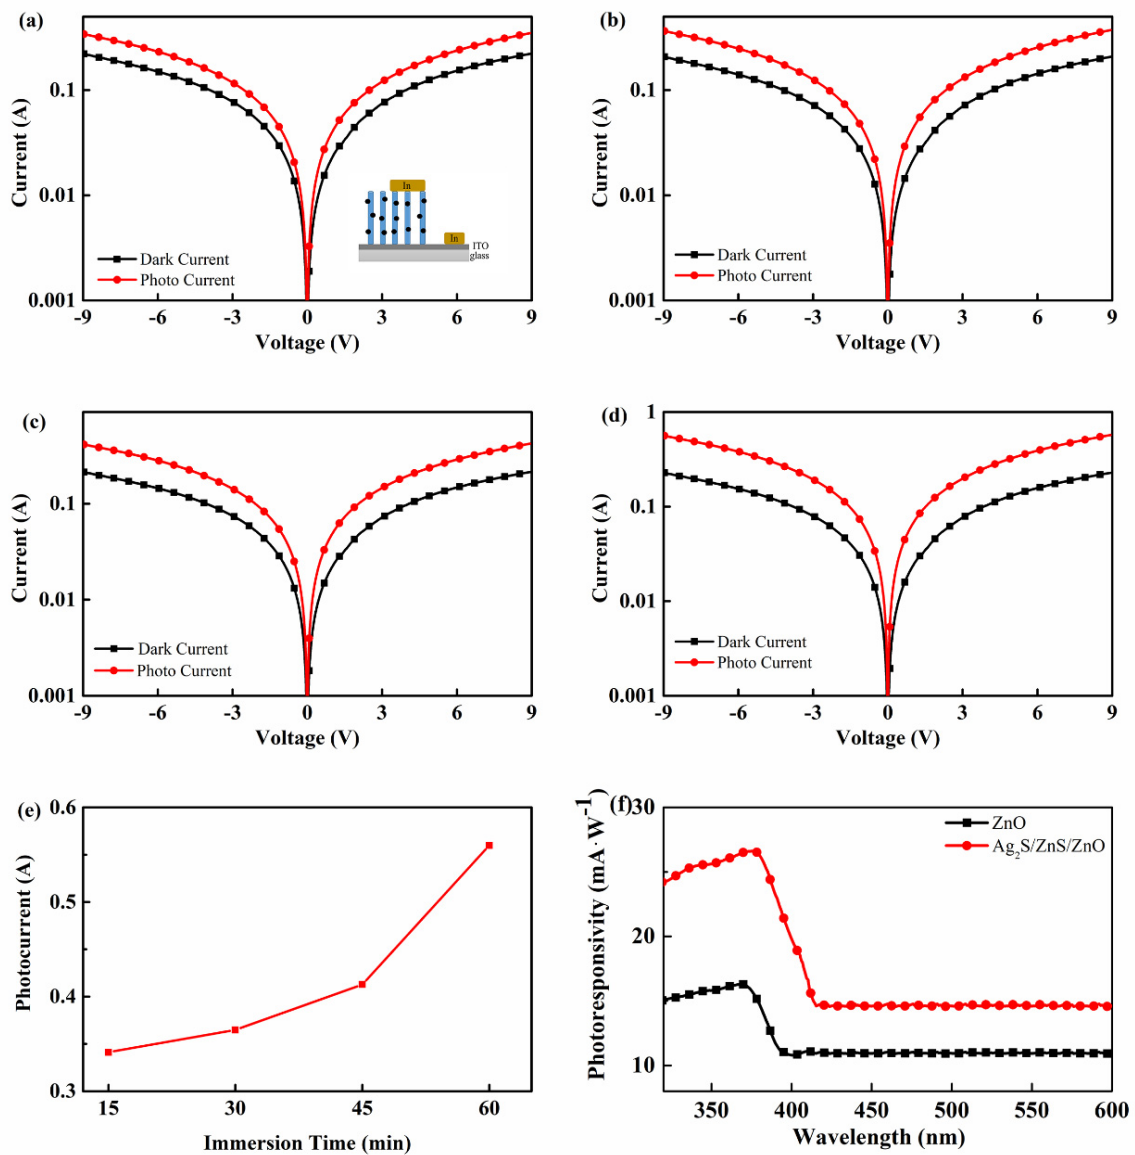 (a)
Current (A)
0.1
0.01
0.001
In
In
ITO
glass
Dark Current
Photo Current
-9 -6 -3 0 3 6 9
Voltage (V)
(b)
Current (A)
0.1
0.01
0.001
Dark Current
Photo Current
-9 -6 -3 0 3 6 9
Voltage (V)
(c)
Current (A)
0.1
0.01
0.001
Dark Current
Photo Current
-9 -6 -3 0 3 6 9
Voltage (V)
(d)
Current (A)
1
0.1
0.01
0.001
Dark Current
Photo Current
-9 -6 -3 0 3 6 9
Voltage (V)
(e)
Photocurrent (A)
0.6
0.5
0.4
0.3
15 30 45 60
Immersion Time (min)
(f)
Photoresponsivity (mA·W⁻¹)
30
20
10
ZnO
Ag₂S/ZnS/ZnO
350 400 450 500 550 600
Wavelength (nm)